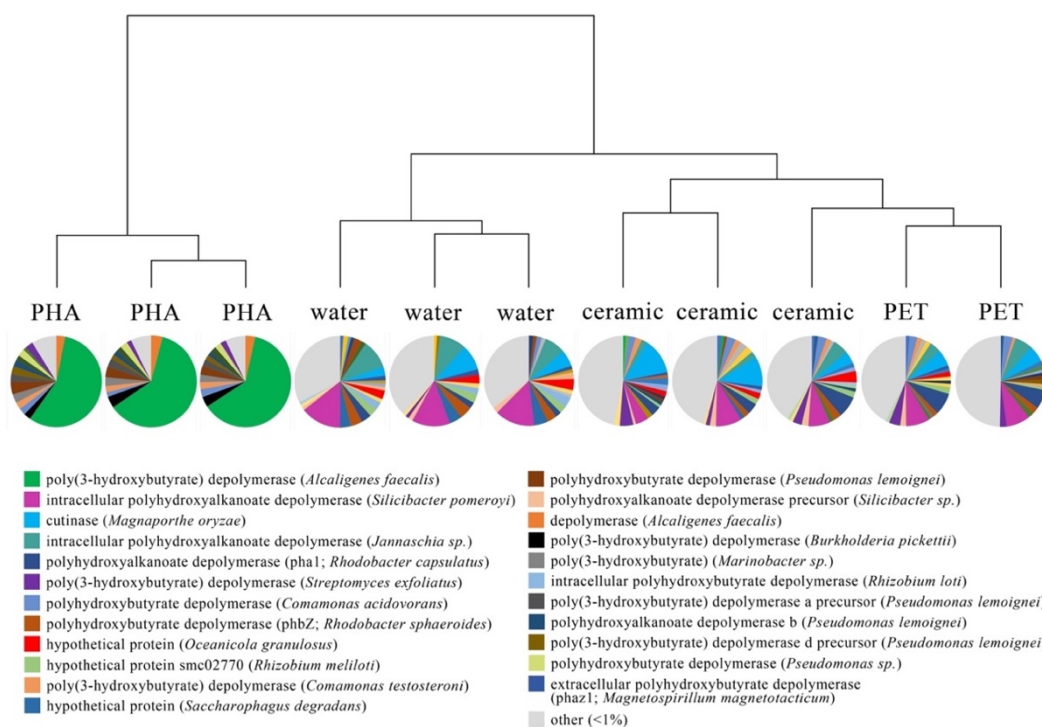 PHA PHA PHA water water water ceramic ceramic ceramic PET PET
poly(3-hydroxybutyrate) depolymerase (Alcaligenes faecalis)
intracellular polyhydroxyalkanoate depolymerase (Silicibacter pomeroyi)
cutinase (Magnaporthe oryzae)
intracellular polyhydroxyalkanoate depolymerase (Jannaschia sp.)
polyhydroxyalkanoate depolymerase (pha1; Rhodobacter capsulatus)
poly(3-hydroxybutyrate) depolymerase (Streptomyces exfoliatus)
polyhydroxybutyrate depolymerase (Comamonas acidovorans)
polyhydroxybutyrate depolymerase (phbZ; Rhodobacter sphaeroides)
hypothetical protein (Oceanicola granulosus)
hypothetical protein smc02770 (Rhizobium meliloti)
poly(3-hydroxybutyrate) depolymerase (Comamonas testosteroni)
hypothetical protein (Saccharophagus degradans)
polyhydroxybutyrate depolymerase (Pseudomonas lemoignei)
polyhydroxyalkanoate depolymerase precursor (Silicibacter sp.)
depolymerase (Alcaligenes faecalis)
poly(3-hydroxybutyrate) depolymerase (Burkholderia pickettii)
poly(3-hydroxybutyrate) (Marinobacter sp.)
intracellular polyhydroxybutyrate depolymerase (Rhizobium loti)
poly(3-hydroxybutyrate) depolymerase a precursor (Pseudomonas lemoignei)
polyhydroxyalkanoate depolymerase b (Pseudomonas lemoignei)
poly(3-hydroxybutyrate) depolymerase d precursor (Pseudomonas lemoignei
polyhydroxybutyrate depolymerase (Pseudomonas sp.)
extracellular polyhydroxybutyrate depolymerase
(phaz1; Magnetospirillum magnetotacticum)
other (<1%)